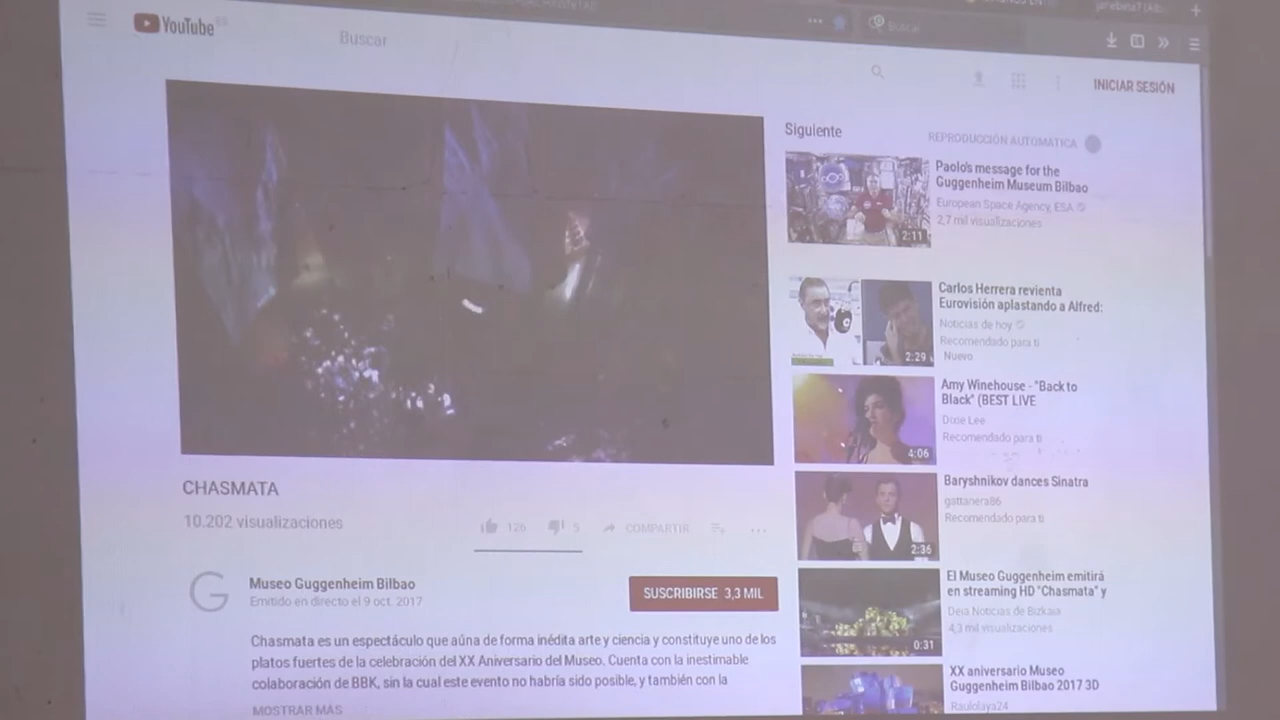 YouTube ES
Buscar
Buscar
INICIAR SESIÓN
Siguiente
REPRODUCCIÓN AUTOMÁTICA
2:11
Paolo's message for the
Guggenheim Museum Bilbao
European Space Agency, ESA
2,7 mil visualizaciones
2:29
Carlos Herrera revienta
Eurovisión aplastando a Alfred:
Noticias de hoy
Recomendado para ti
Nuevo
4:06
Amy Winehouse - "Back to
Black" (BEST LIVE
Dixie Lee
Recomendado para ti
2:36
Baryshnikov dances Sinatra
gattanera86
Recomendado para ti
0:31
El Museo Guggenheim emitirá
en streaming HD "Chasmata" y
Deia Noticias de Bizkaia
4,3 mil visualizaciones
XX aniversario Museo
Guggenheim Bilbao 2017 3D
Raulolaya24
CHASMATA
10.202 visualizaciones
126
5
COMPARTIR
Museo Guggenheim Bilbao
Emitido en directo el 9 oct. 2017
SUSCRIBIRSE 3,3 MIL
Chasmata es un espectáculo que aúna de forma inédita arte y ciencia y constituye uno de los
platos fuertes de la celebración del XX Aniversario del Museo. Cuenta con la inestimable
colaboración de BBK, sin la cual este evento no habría sido posible, y también con la
MOSTRAR MÁS